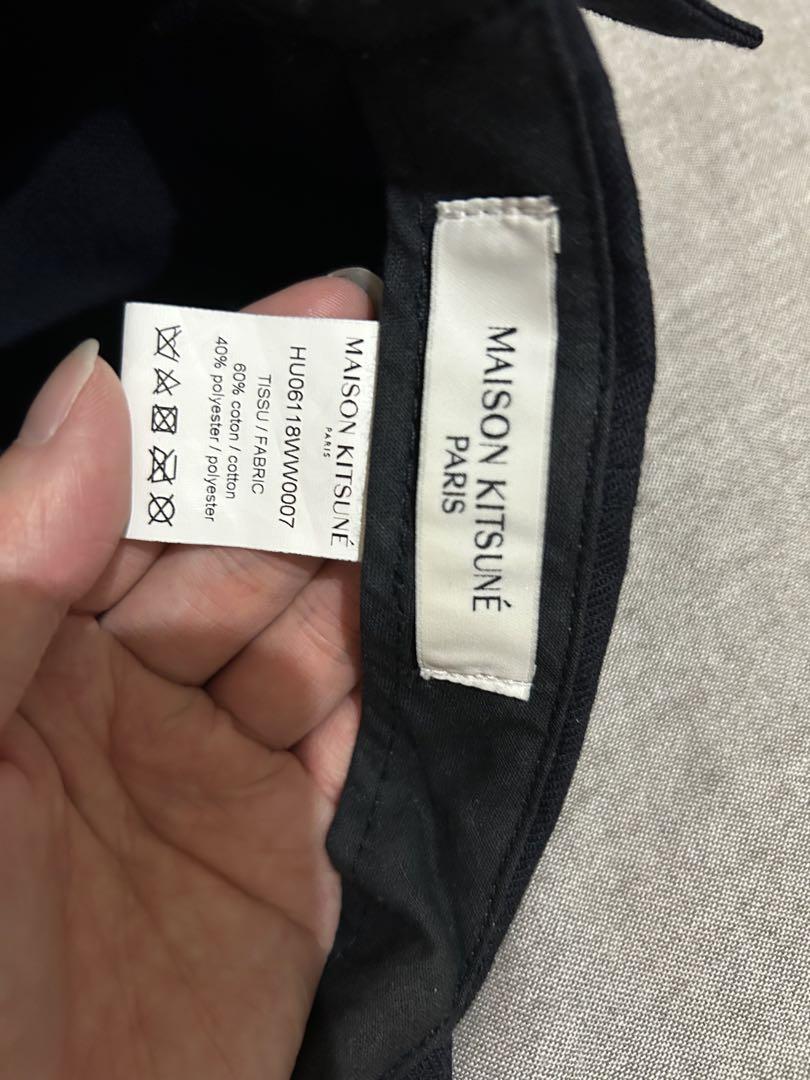 MAISON KITSUNÉ
PARIS
HU06118WW0007
TISSU / FABRIC
60% coton / cotton
40% polyester / polyester
MAISON KITSUNÉ
PARIS